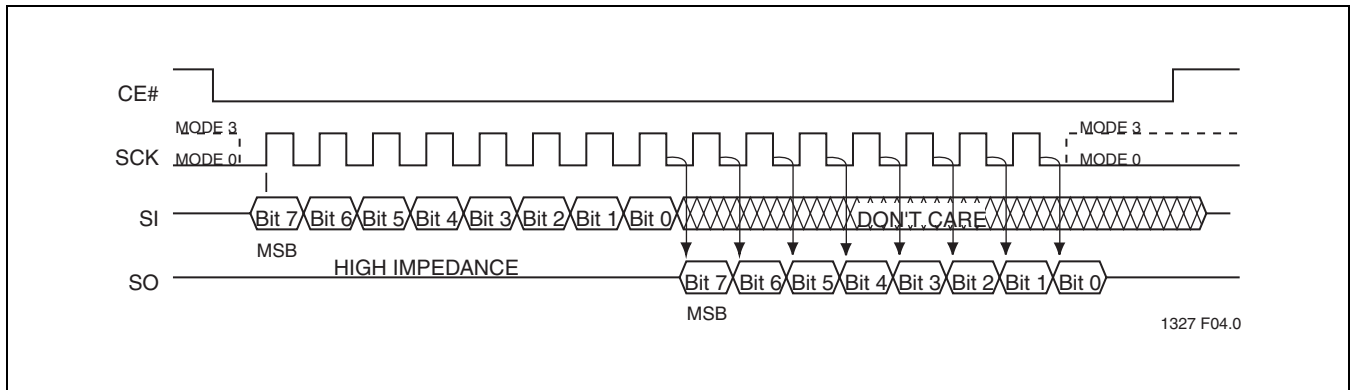 CE#
MODE 3 MODE 3
SCK MODE 0 MODE 0
SI Bit 7 Bit 6 Bit 5 Bit 4 Bit 3 Bit 2 Bit 1 Bit 0 DON'T CARE
MSB
HIGH IMPEDANCE
SO Bit 7 Bit 6 Bit 5 Bit 4 Bit 3 Bit 2 Bit 1 Bit 0
MSB
1327 F04.0